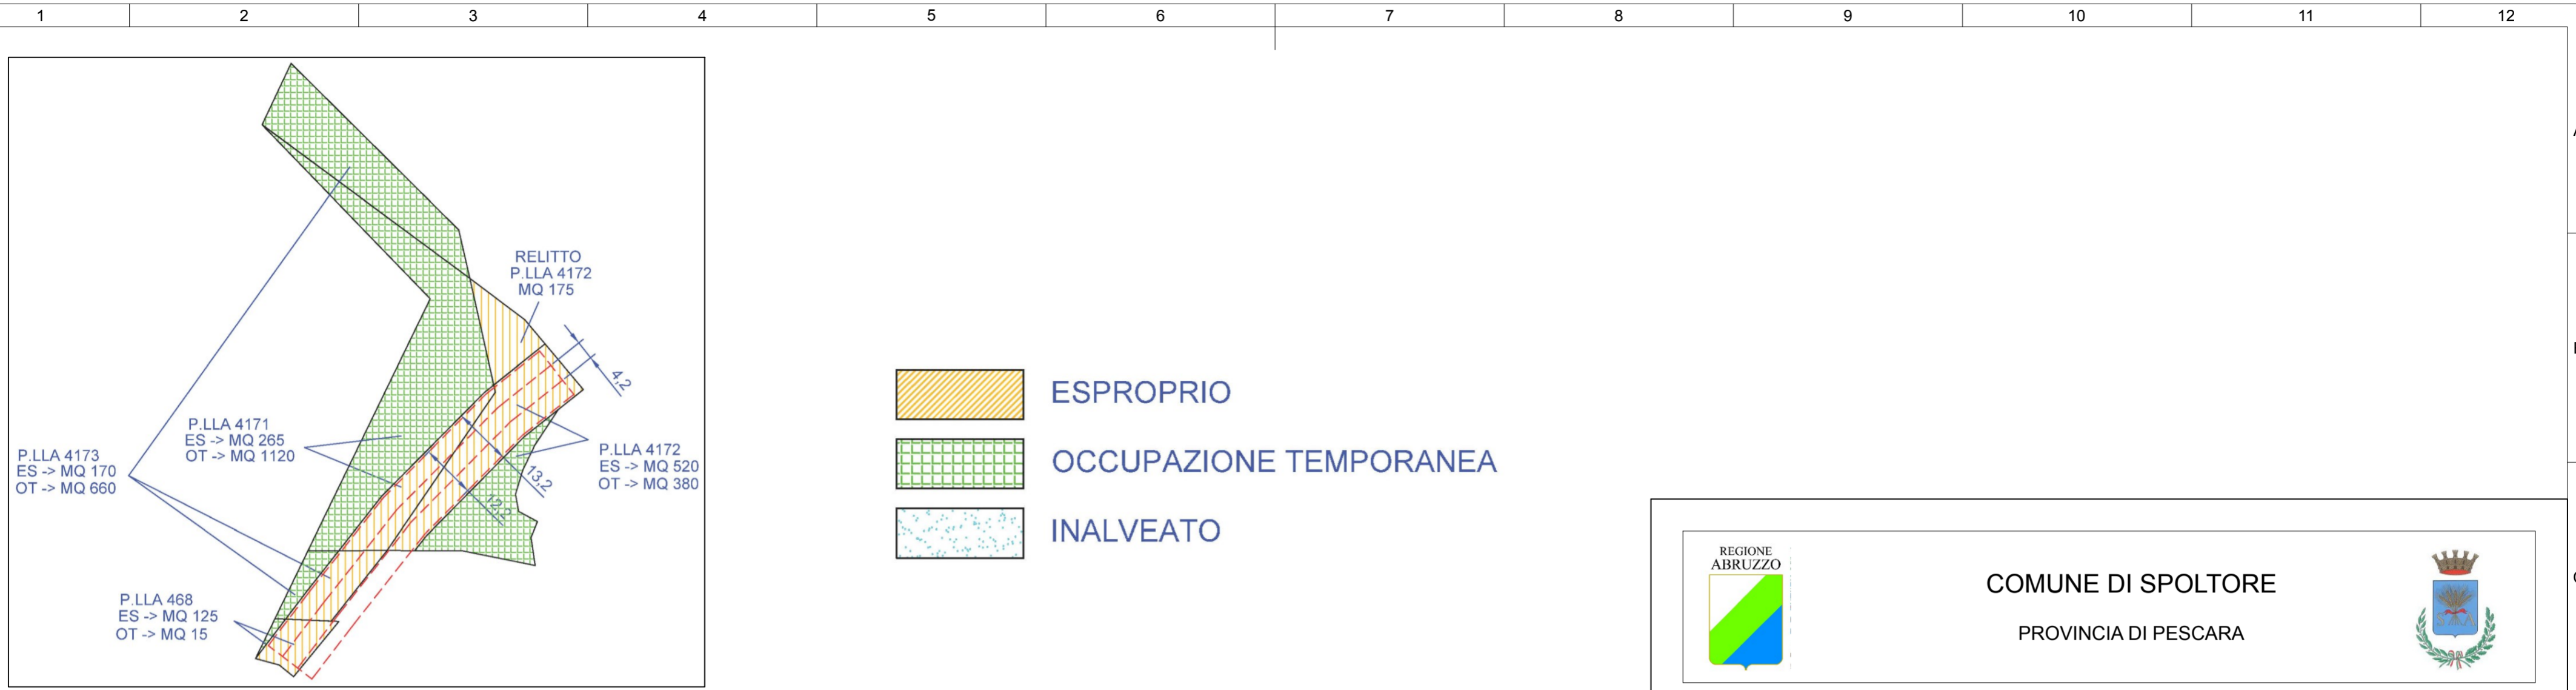 1 2 3 4 5 6 7 8 9 10 11 12
RELITTO
P.LLA 4172
MQ 175
4,2
P.LLA 4171
ES -> MQ 265
OT -> MQ 1120
P.LLA 4173
ES -> MQ 170
OT -> MQ 660
P.LLA 4172
ES -> MQ 520
OT -> MQ 380
13,2
12,2
P.LLA 468
ES -> MQ 125
OT -> MQ 15
ESPROPRIO
OCCUPAZIONE TEMPORANEA
INALVEATO
REGIONE
ABRUZZO
COMUNE DI SPOLTORE
PROVINCIA DI PESCARA